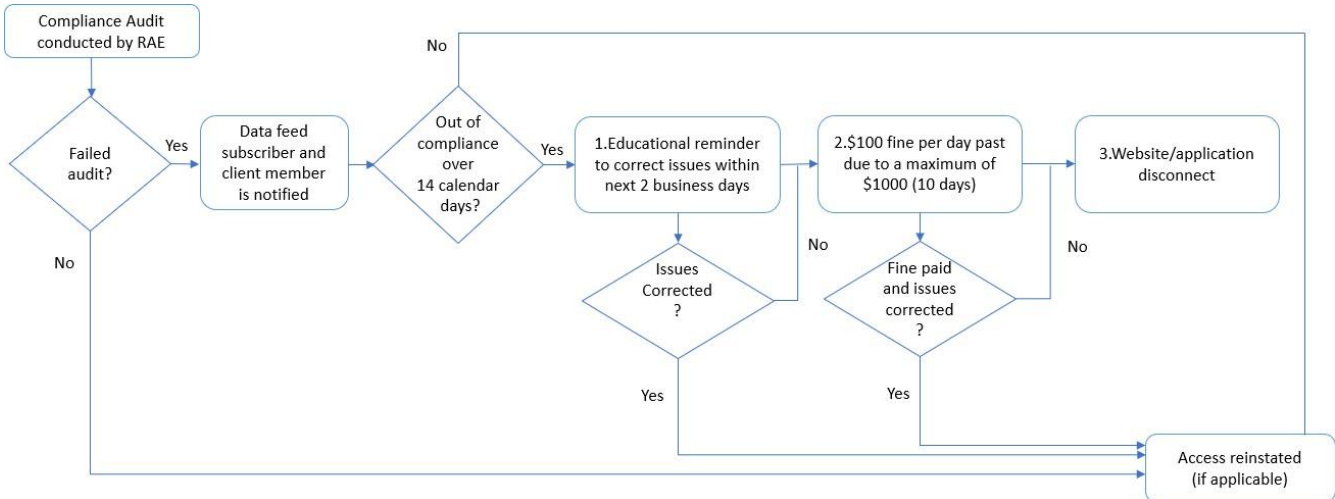 Compliance Audit
conducted by RAE
Failed
audit?
Yes
No
Data feed
subscriber and
client member
is notified
Out of
compliance
over
14 calendar
days?
No
Yes
1.Educational reminder
to correct issues within
next 2 business days
Issues
Corrected
?
No
Yes
2.$100 fine per day past
due to a maximum of
$1000 (10 days)
Fine paid
and issues
corrected
?
No
Yes
3.Website/application
disconnect
Access reinstated
(if applicable)